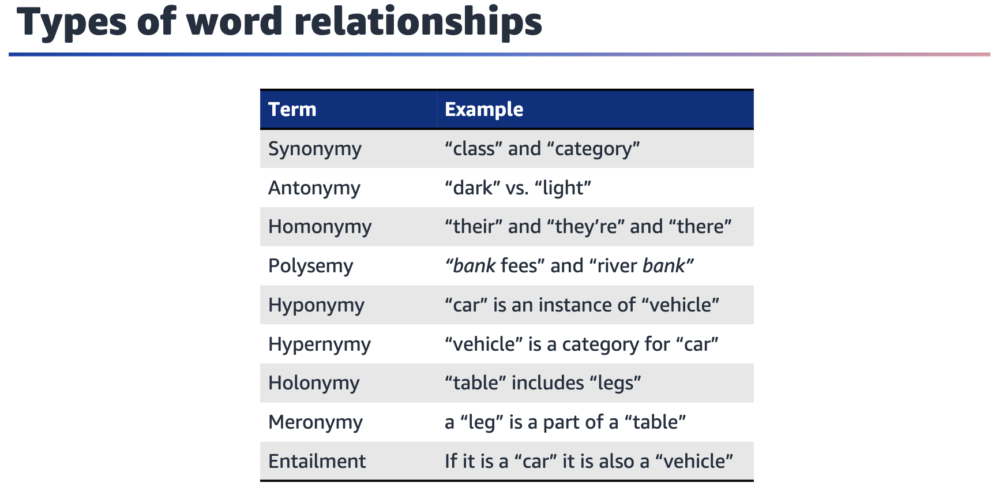 Types of word relationships
Term Example
Synonymy “class” and “category”
Antonymy “dark” vs. “light”
Homonymy “their” and “they’re” and “there”
Polysemy “bank fees” and “river bank”
Hyponymy “car” is an instance of “vehicle”
Hypernymy “vehicle” is a category for “car”
Holonymy “table” includes “legs”
Meronymy a “leg” is a part of a “table”
Entailment If it is a “car” it is also a “vehicle”